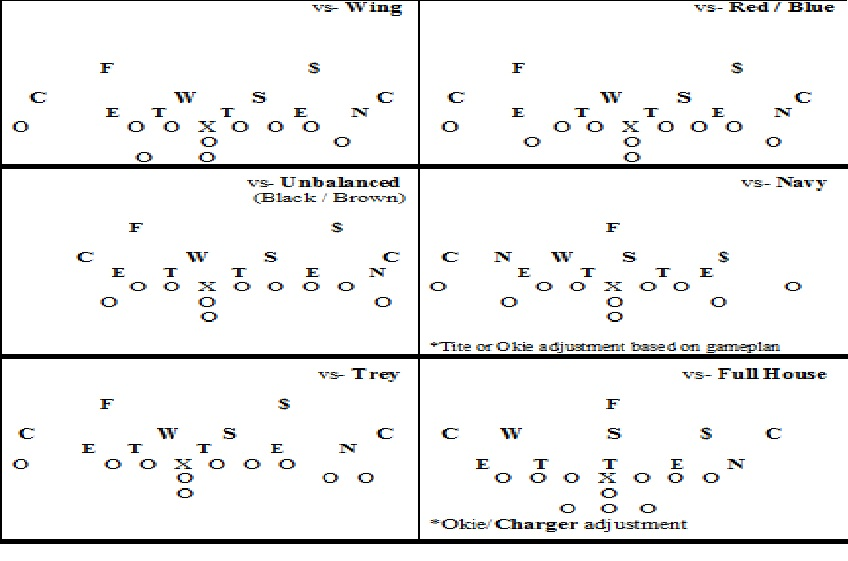 vs- Wing
F $
C W S C
E T T E N
O O O X O O O
O O
O O
vs- Red / Blue
F $
C W S C
E T T E N
O O O X O O O
O O O
O
vs- Unbalanced
(Black / Brown)
F $
C W S C
E T T E N
O O X O O O O
O O O
O
vs- Navy
F
C N W S $
E T T E
O O O X O O O
O O O
O
*Tite or Okie adjustment based on gameplan
vs- Trey
F $
C W S C
E T T E N
O O O X O O O
O O O
O
vs- Full House
F
C W S $ C
E T T E N
O O O X O O O
O
O O O
*Okie/Charger adjustment